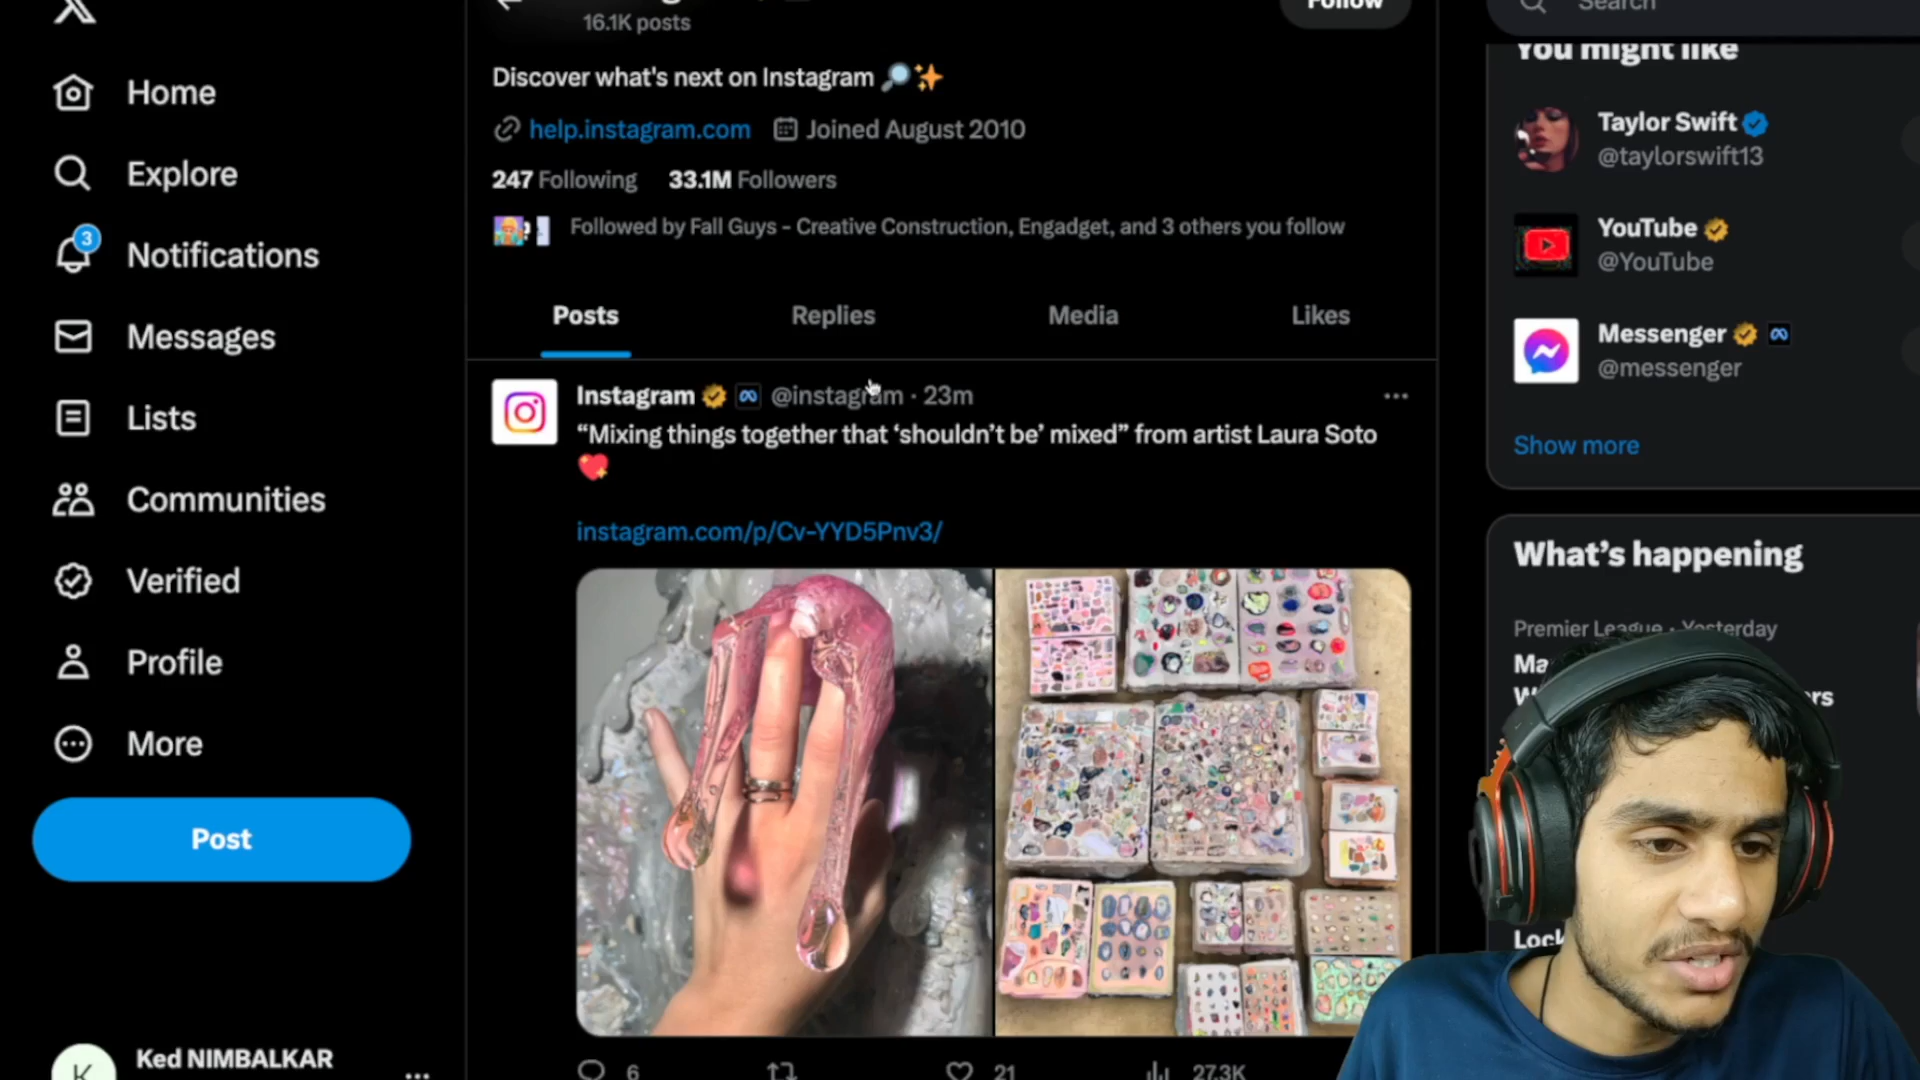 Home
Explore
3
Notifications
Messages
Lists
Communities
Verified
Profile
More
Post
Ked NIMBALKAR
K
16.1K posts
Follow
Discover what's next on Instagram 🔎✨
help.instagram.com Joined August 2010
247 Following 33.1M Followers
Followed by Fall Guys - Creative Construction, Engadget, and 3 others you follow
Posts Replies Media Likes
Instagram @instagram · 23m
“Mixing things together that ‘shouldn’t be’ mixed” from artist Laura Soto
💖
instagram.com/p/Cv-YYD5Pnv3/
6 21 27.3K
Search
You might like
Taylor Swift
@taylorswift13
YouTube
@YouTube
Messenger
@messenger
Show more
What’s happening
Premier League · Yesterday